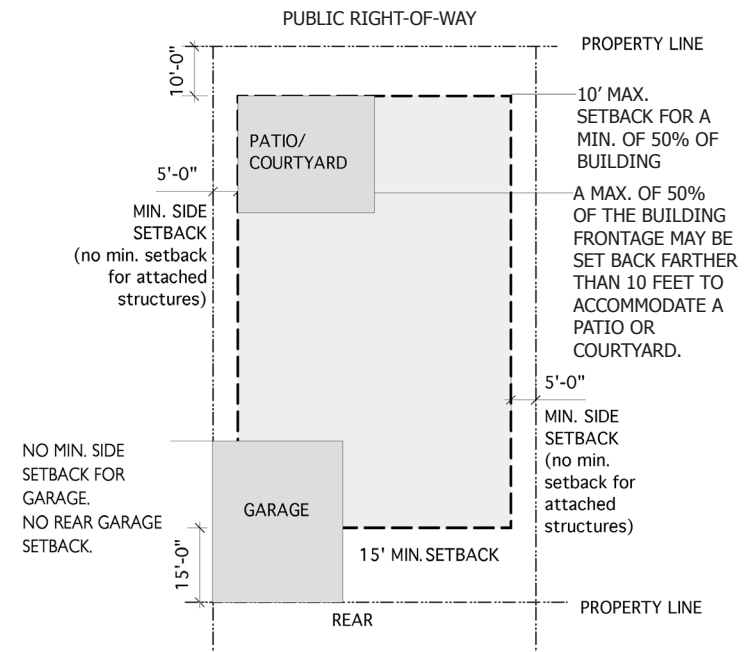 PUBLIC RIGHT-OF-WAY
PROPERTY LINE
10'-0"
10’ MAX.
SETBACK FOR A
MIN. OF 50% OF
BUILDING
PATIO/
COURTYARD
5'-0"
MIN. SIDE
SETBACK
(no min. setback
for attached
structures)
A MAX. OF 50%
OF THE BUILDING
FRONTAGE MAY BE
SET BACK FARTHER
THAN 10 FEET TO
ACCOMMODATE A
PATIO OR
COURTYARD.
5'-0"
MIN. SIDE
SETBACK
(no min.
setback for
attached
structures)
NO MIN. SIDE
SETBACK FOR
GARAGE.
NO REAR GARAGE
SETBACK.
GARAGE
15'-0"
15' MIN. SETBACK
PROPERTY LINE
REAR